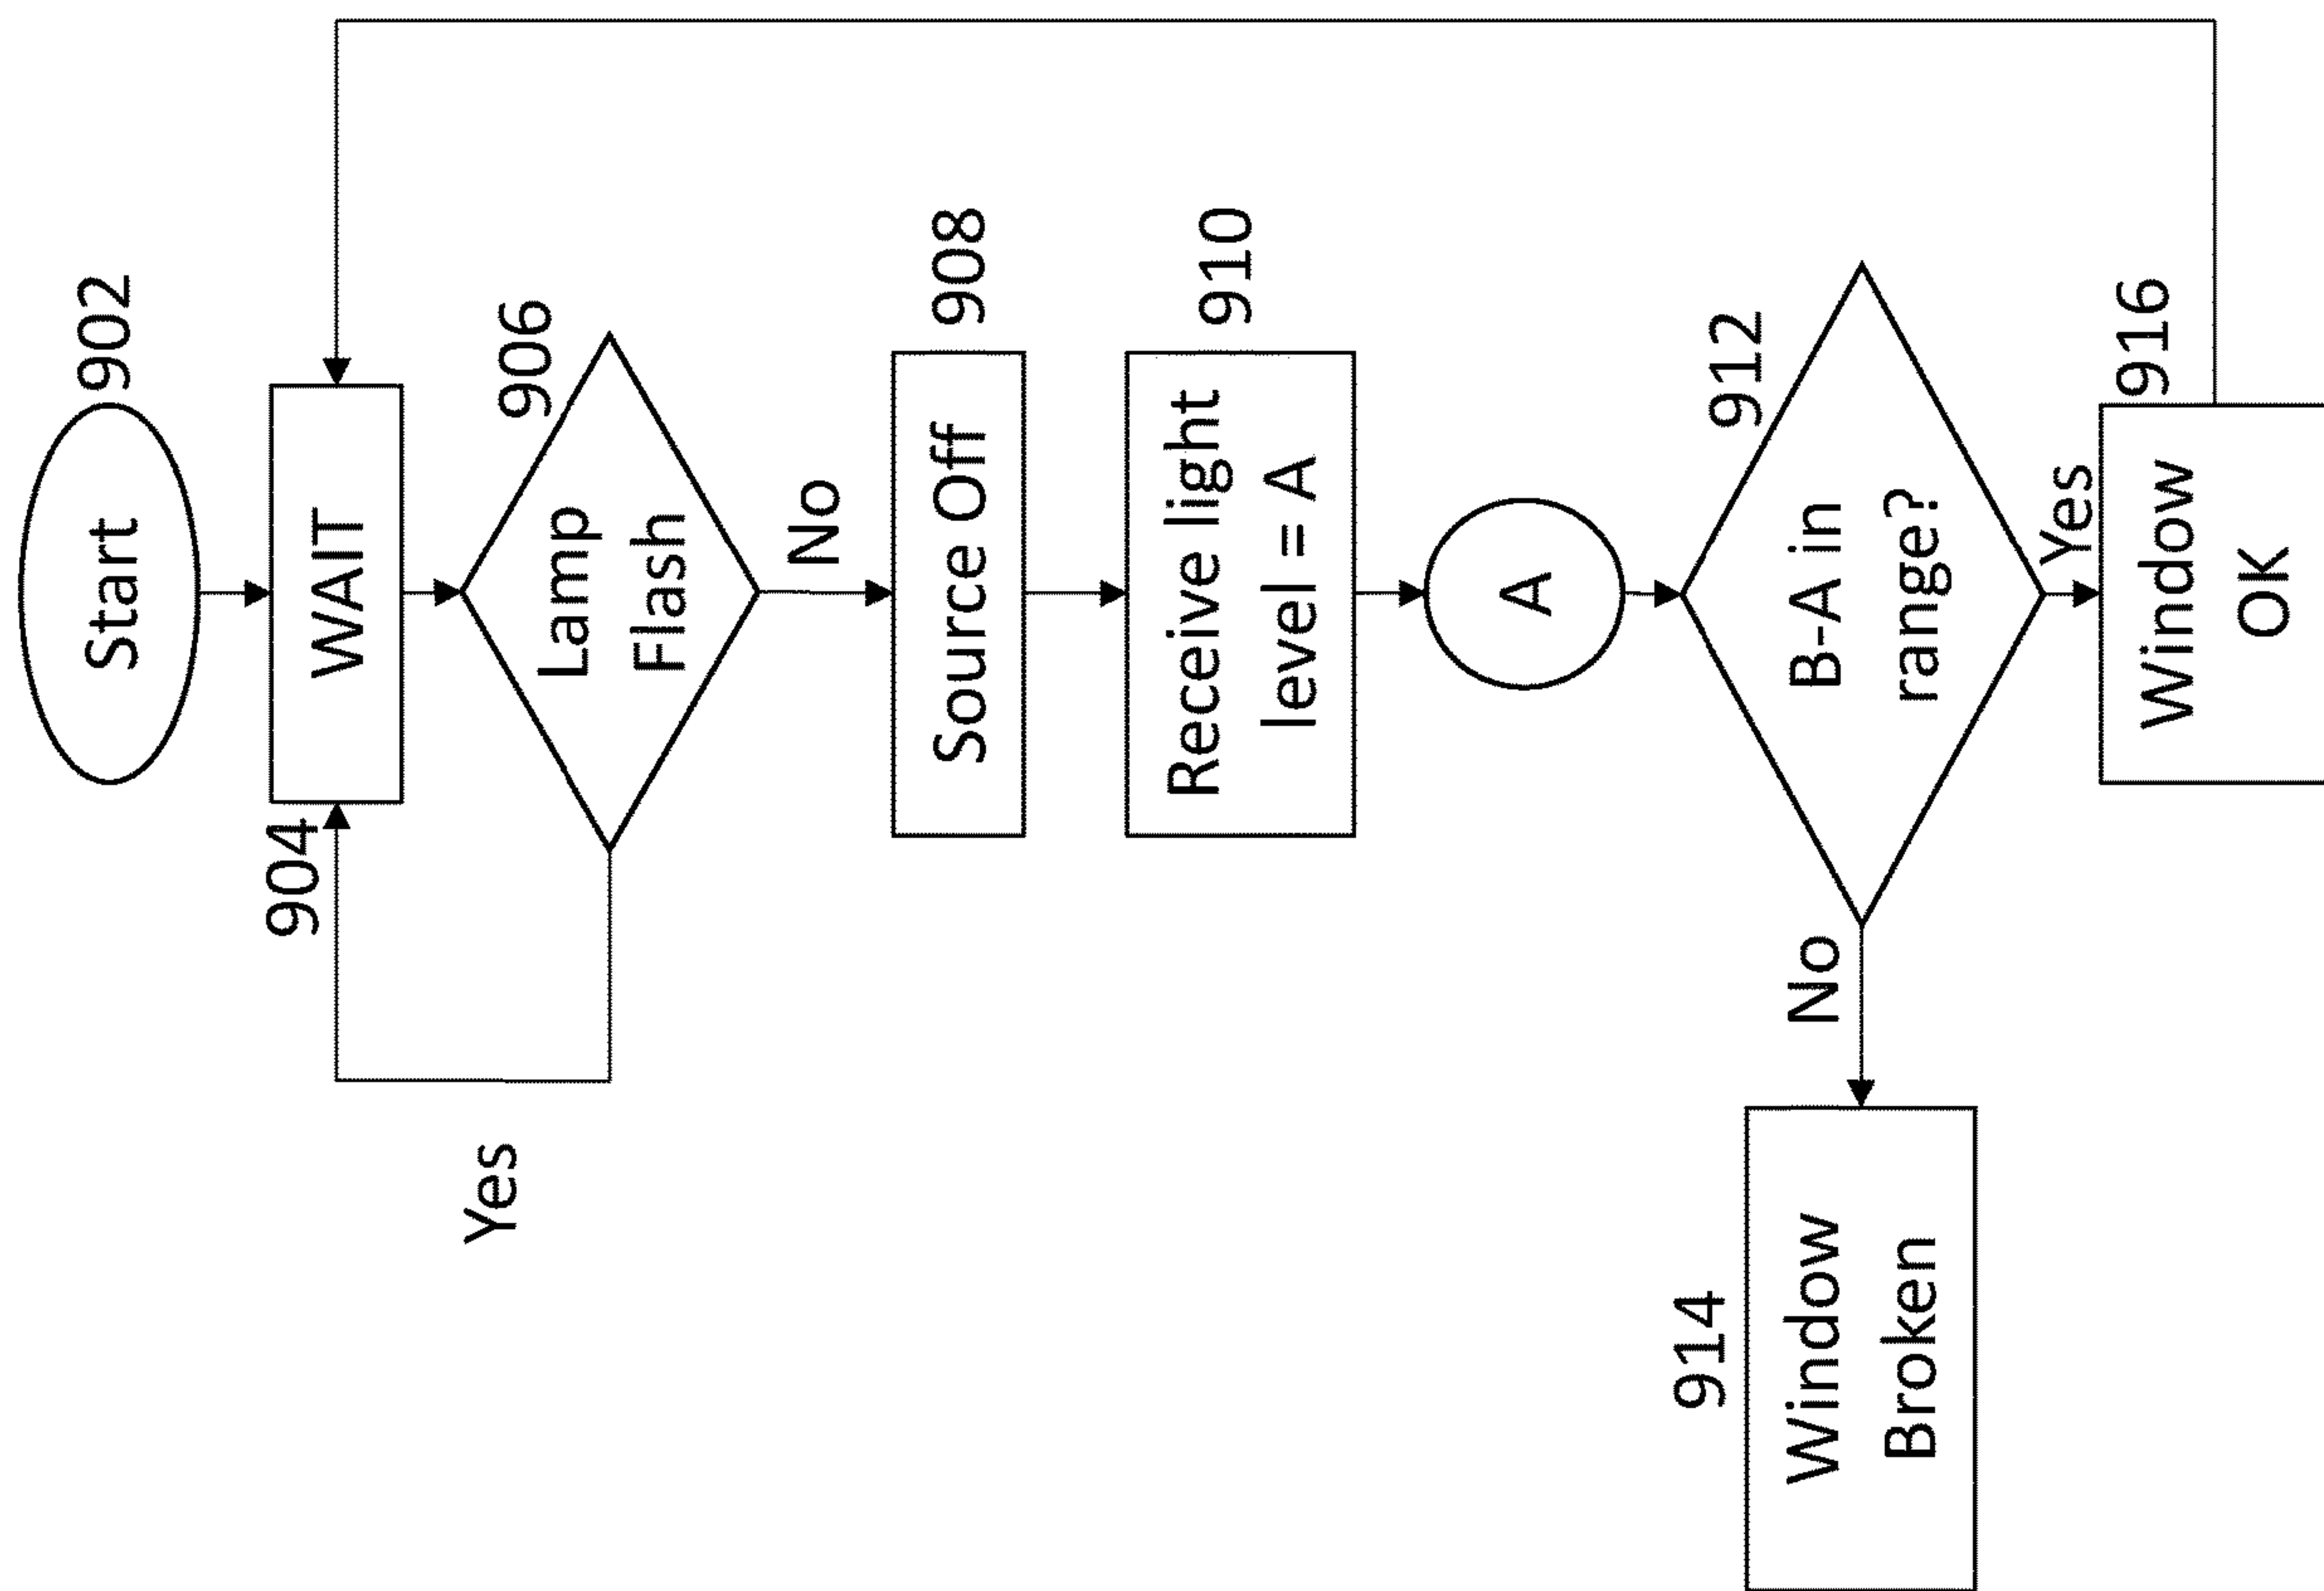 Start
902
904
WAIT
906
Lamp
Flash
Yes
No
908
Source Off
910
Receive light
level = A
A
912
B-A in
range?
No
Yes
914
Window
Broken
916
Window
OK